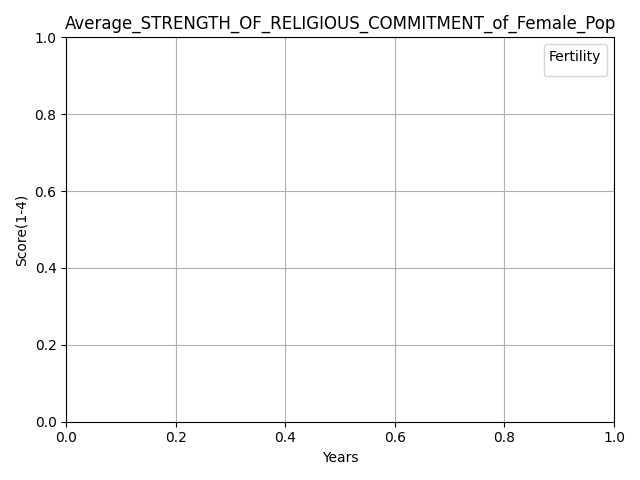 Average_STRENGTH_OF_RELIGIOUS_COMMITMENT_of_Female_Pop
Fertility
Score(1-4)
1.0
0.8
0.6
0.4
0.2
0.0
0.0 0.2 0.4 0.6 0.8 1.0
Years